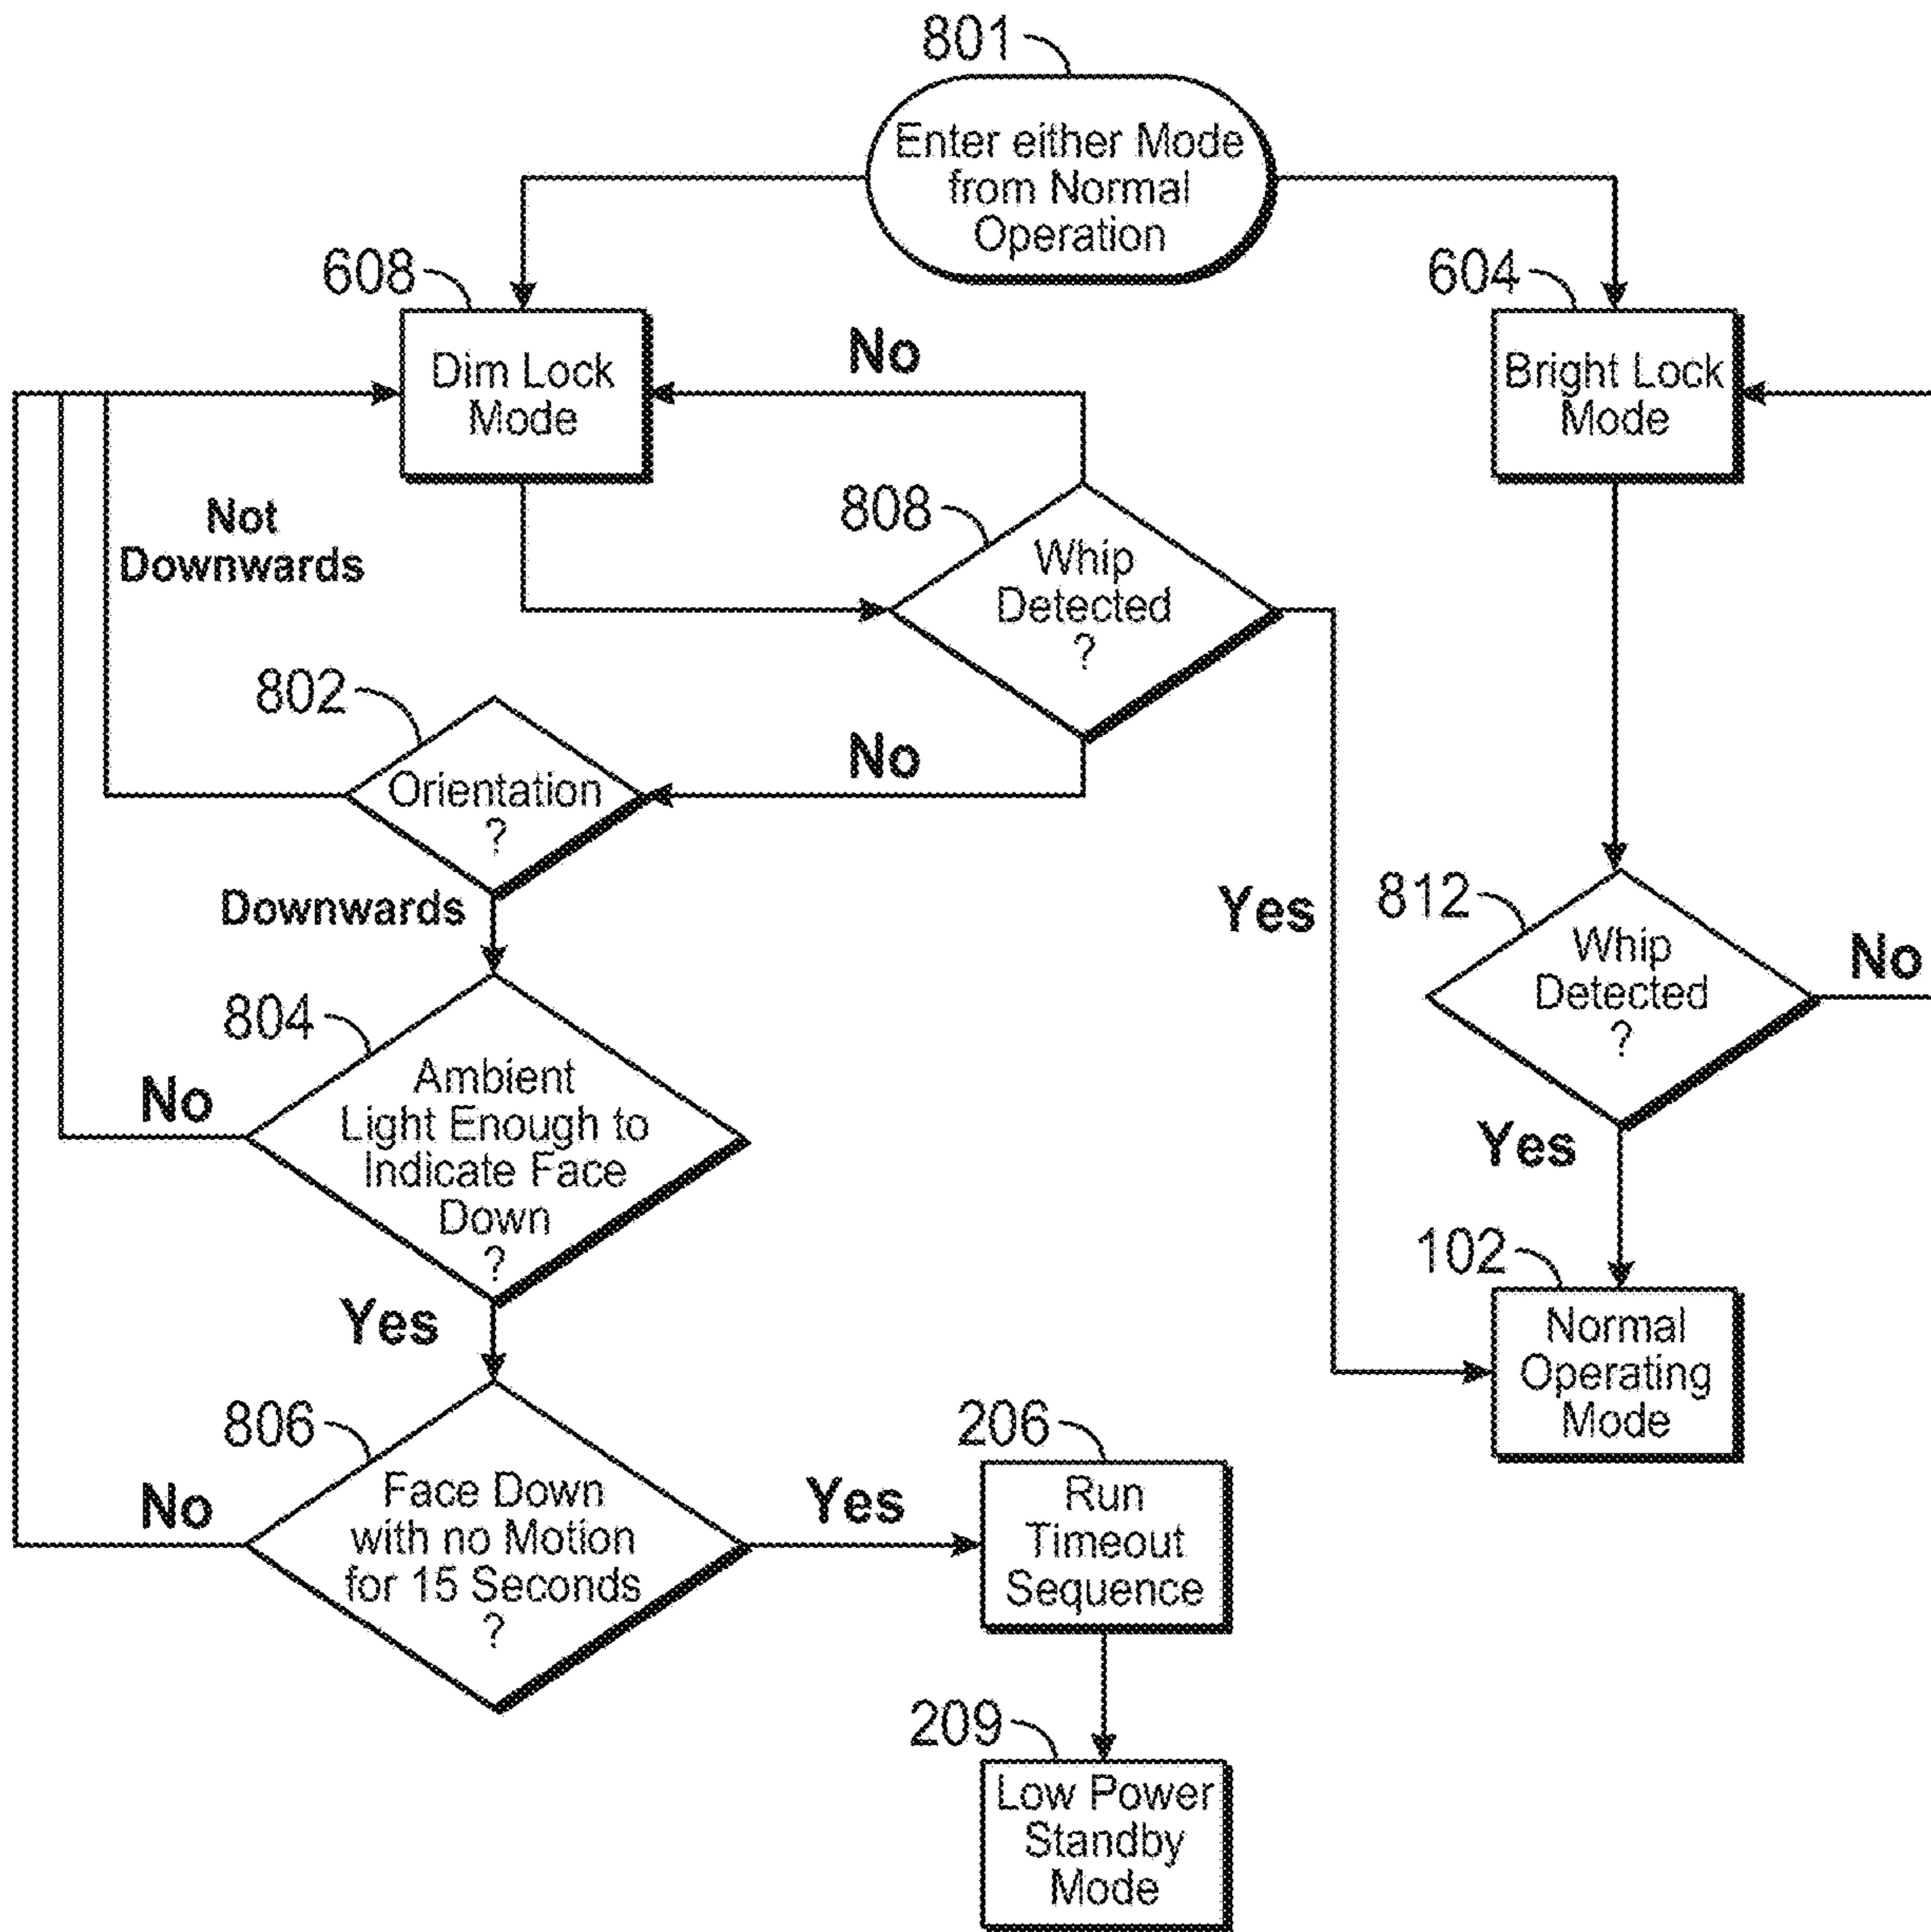 801
Enter either Mode
from Normal
Operation
608
Dim Lock
Mode
No
604
Bright Lock
Mode
Not
Downwards
808
Whip
Detected
?
802
Orientation
?
No
Downwards
Yes
812
Whip
Detected
?
No
804
Ambient
Light Enough to
Indicate Face
Down
?
No
Yes
Yes
102
Normal
Operating
Mode
806
Face Down
with no Motion
for 15 Seconds
?
No
Yes
206
Run
Timeout
Sequence
209
Low Power
Standby
Mode